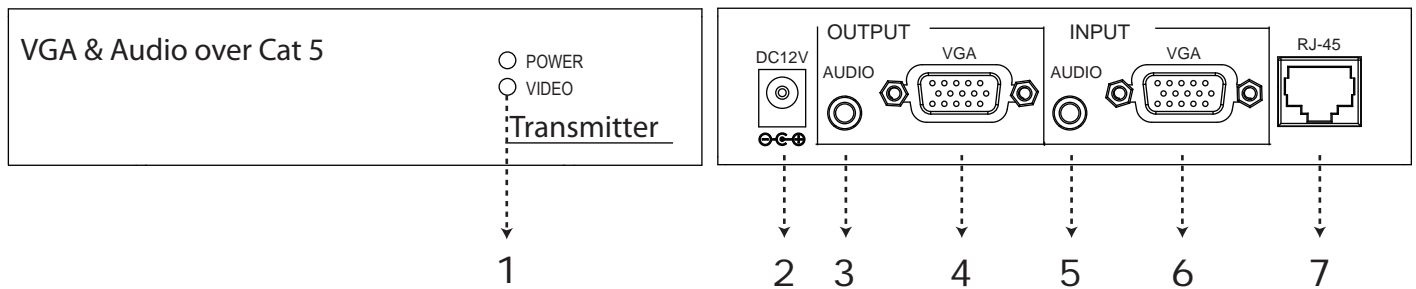 VGA & Audio over Cat 5
POWER
VIDEO
Transmitter
OUTPUT
INPUT
DC12V
AUDIO
VGA
AUDIO
VGA
RJ-45
1
2
3
4
5
6
7